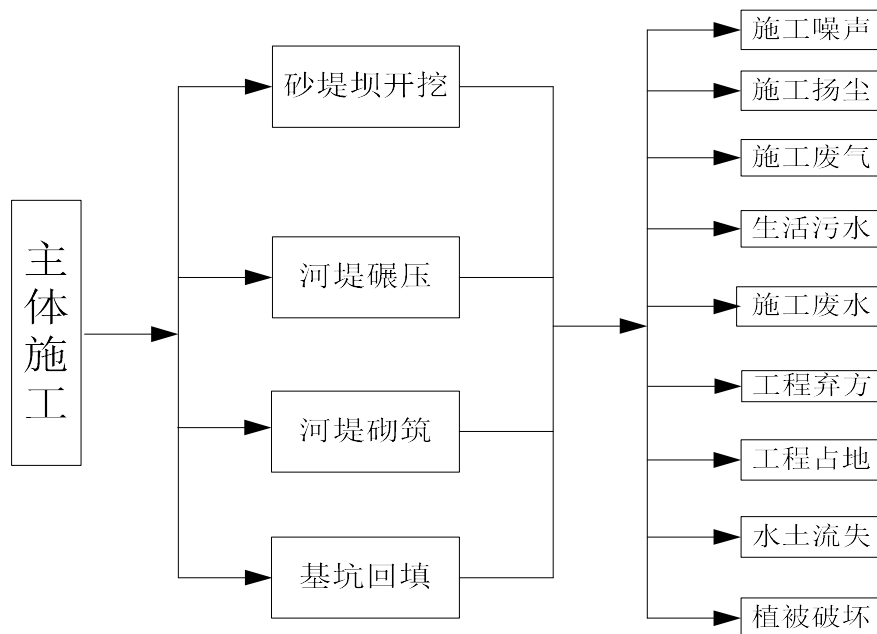 主体施工
砂堤坝开挖
河堤碾压
河堤砌筑
基坑回填
施工噪声
施工扬尘
施工废气
生活污水
施工废水
工程弃方
工程占地
水土流失
植被破坏